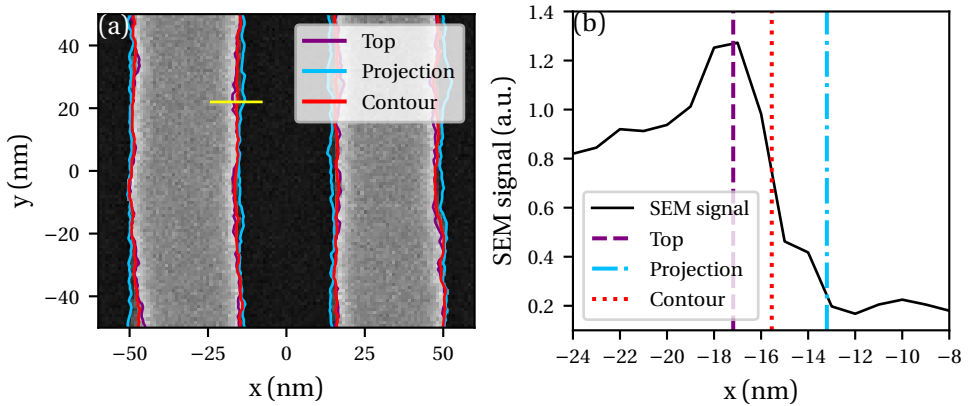 (a)
Top
Projection
Contour
40
20
0
−20
−40
y (nm)
−50
−25
0
25
50
x (nm)
(b)
1.4
1.2
1.0
0.8
0.6
0.4
0.2
SEM signal (a.u.)
SEM signal
Top
Projection
Contour
−24
−22
−20
−18
−16
−14
−12
−10
−8
x (nm)